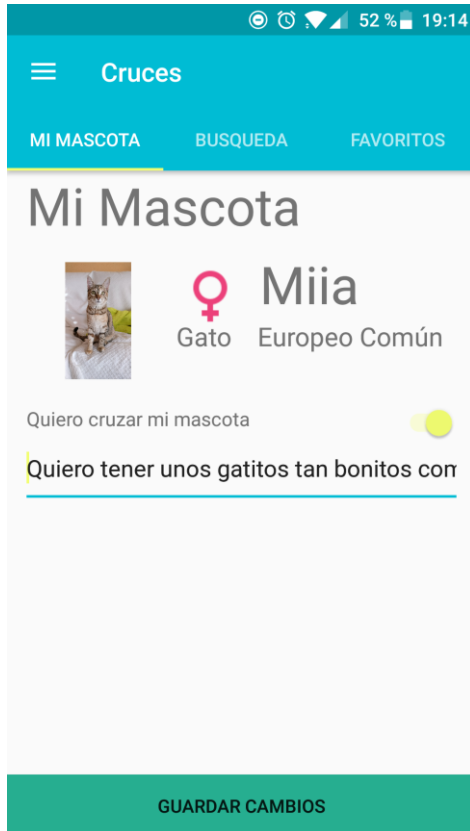 52 % 19:14
Cruces
MI MASCOTA BUSQUEDA FAVORITOS
Mi Mascota
Miia
Gato Europeo Común
Quiero cruzar mi mascota
Quiero tener unos gatitos tan bonitos com
GUARDAR CAMBIOS